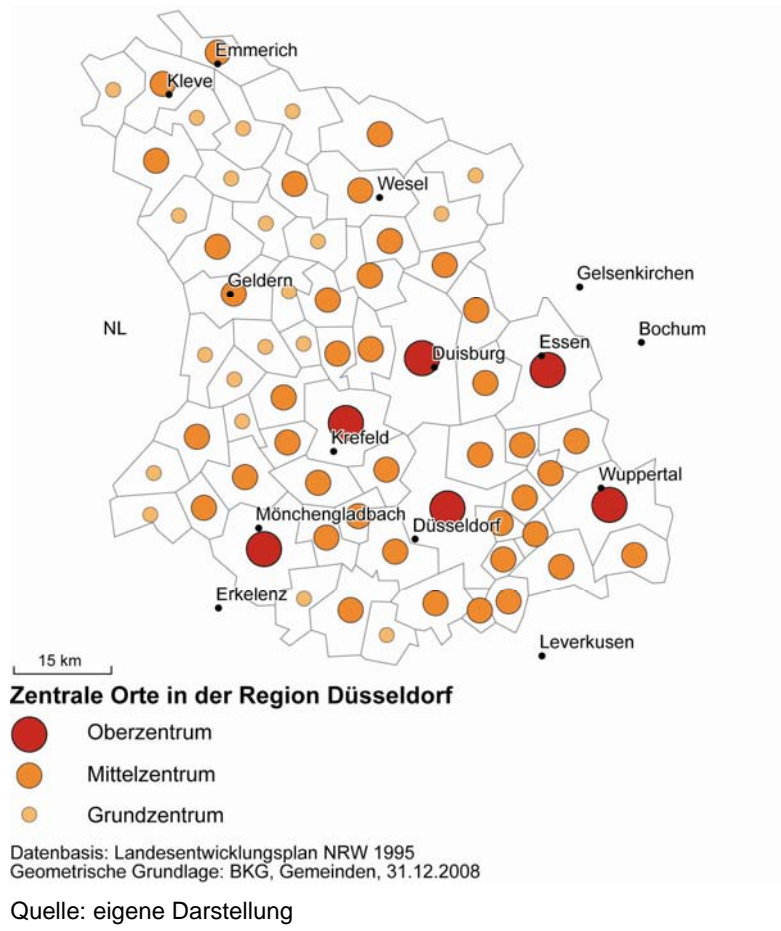 Emmerich
Kleve
Wesel
Geldern
Gelsenkirchen
NL
Bochum
Essen
Duisburg
Krefeld
Wuppertal
Mönchengladbach
Düsseldorf
Erkelenz
Leverkusen
15 km
Zentrale Orte in der Region Düsseldorf
Oberzentrum
Mittelzentrum
Grundzentrum
Datenbasis: Landesentwicklungsplan NRW 1995
Geometrische Grundlage: BKG, Gemeinden, 31.12.2008
Quelle: eigene Darstellung